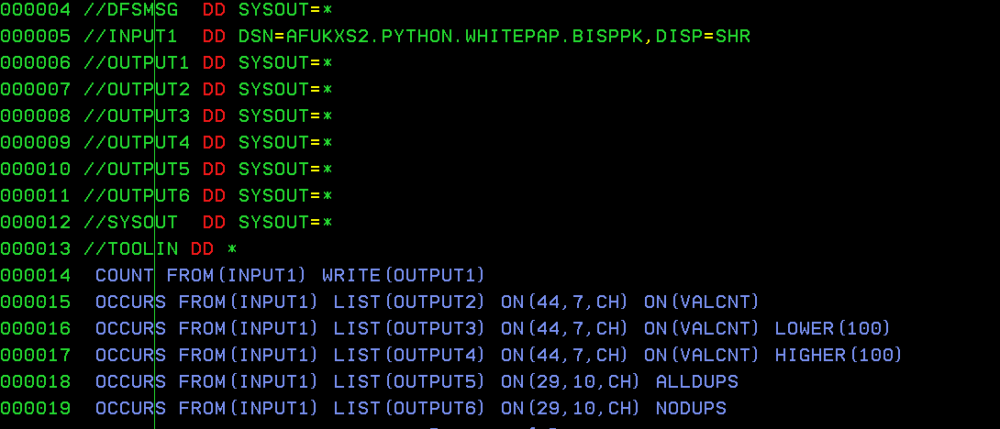 000004 //DFSMSG  DD SYSOUT=*
000005 //INPUT1  DD DSN=AFUKXS2.PYTHON.WHITEPAP.BISPPK,DISP=SHR
000006 //OUTPUT1 DD SYSOUT=*
000007 //OUTPUT2 DD SYSOUT=*
000008 //OUTPUT3 DD SYSOUT=*
000009 //OUTPUT4 DD SYSOUT=*
000010 //OUTPUT5 DD SYSOUT=*
000011 //OUTPUT6 DD SYSOUT=*
000012 //SYSOUT  DD SYSOUT=*
000013 //TOOLIN DD *
000014  COUNT FROM(INPUT1) WRITE(OUTPUT1)
000015  OCCURS FROM(INPUT1) LIST(OUTPUT2) ON(44,7,CH) ON(VALCNT)
000016  OCCURS FROM(INPUT1) LIST(OUTPUT3) ON(44,7,CH) ON(VALCNT) LOWER(100)
000017  OCCURS FROM(INPUT1) LIST(OUTPUT4) ON(44,7,CH) ON(VALCNT) HIGHER(100)
000018  OCCURS FROM(INPUT1) LIST(OUTPUT5) ON(29,10,CH) ALLDUPS
000019  OCCURS FROM(INPUT1) LIST(OUTPUT6) ON(29,10,CH) NODUPS